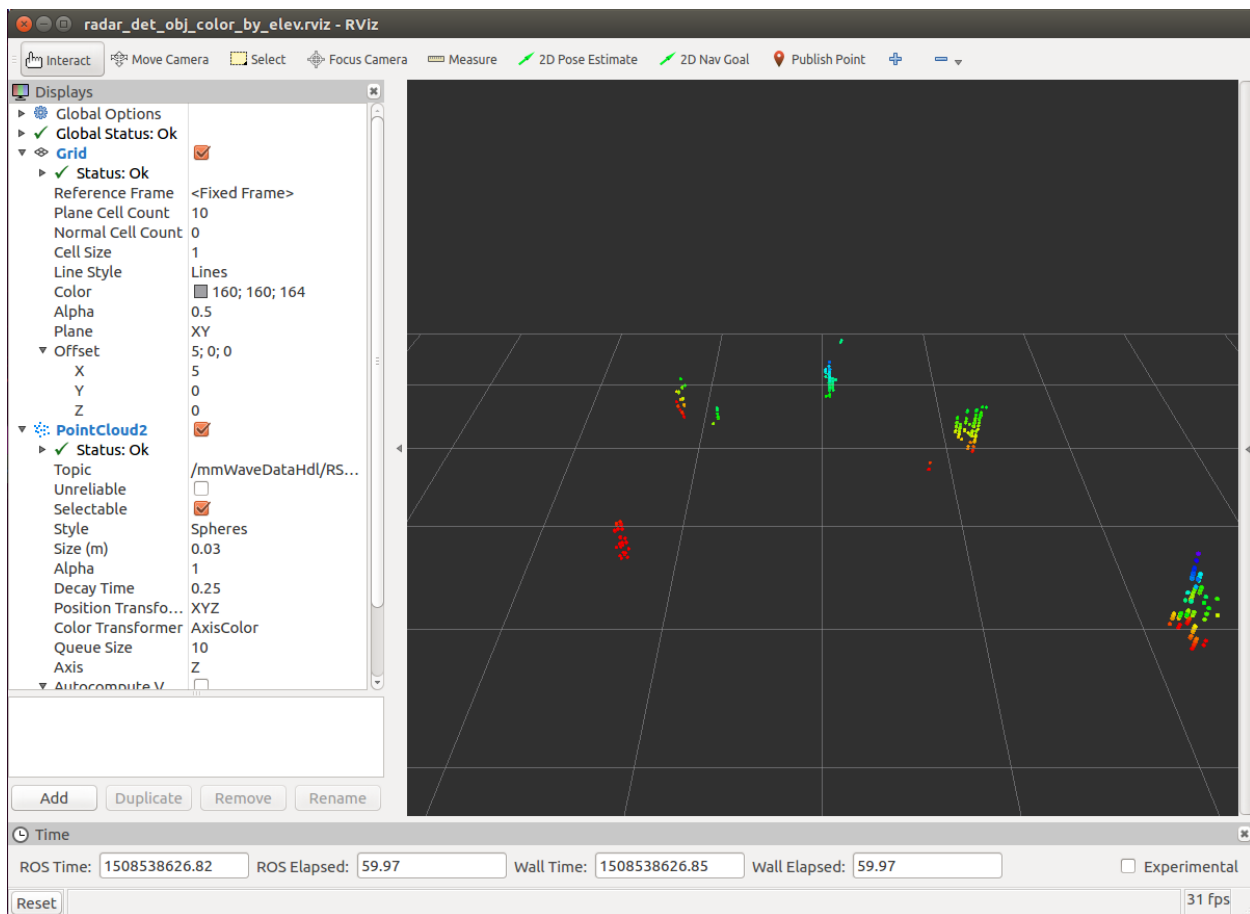 radar_det_obj_color_by_elev.rviz - RViz
Interact Move Camera Select Focus Camera Measure 2D Pose Estimate 2D Nav Goal Publish Point
Displays
Global Options
Global Status: Ok
Grid
Status: Ok
Reference Frame <Fixed Frame>
Plane Cell Count 10
Normal Cell Count 0
Cell Size 1
Line Style Lines
Color 160; 160; 164
Alpha 0.5
Plane XY
Offset 5; 0; 0
X 5
Y 0
Z 0
PointCloud2
Status: Ok
Topic /mmWaveDataHdl/RS...
Unreliable
Selectable
Style Spheres
Size (m) 0.03
Alpha 1
Decay Time 0.25
Position Transfo... XYZ
Color Transformer AxisColor
Queue Size 10
Axis Z
Autocompute V...
Add Duplicate Remove Rename
Time
ROS Time: 1508538626.82 ROS Elapsed: 59.97 Wall Time: 1508538626.85 Wall Elapsed: 59.97 Experimental
Reset 31 fps